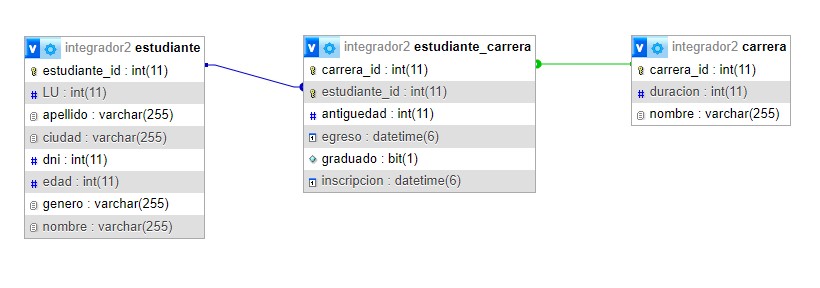 integrador2 estudiante
estudiante_id : int(11)
LU : int(11)
apellido : varchar(255)
ciudad : varchar(255)
dni : int(11)
edad : int(11)
genero : varchar(255)
nombre : varchar(255)
integrador2 estudiante_carrera
carrera_id : int(11)
estudiante_id : int(11)
antiguedad : int(11)
egreso : datetime(6)
graduado : bit(1)
inscripcion : datetime(6)
integrador2 carrera
carrera_id : int(11)
duracion : int(11)
nombre : varchar(255)